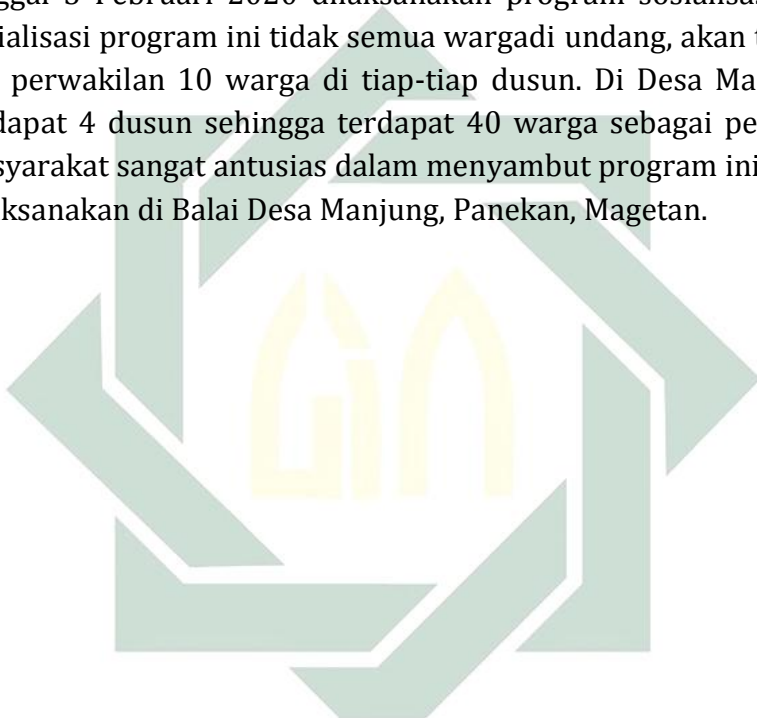 Februari 2020 dilaksanakan program
program ini tidak semua wargadi undang, akan
perwakilan 10 warga di tiap-tiap dusun. Di Desa
4 dusun sehingga terdapat 40 warga sebagai
sangat antusias dalam menyambut program ini
di Balai Desa Manjung, Panekan, Magetan.